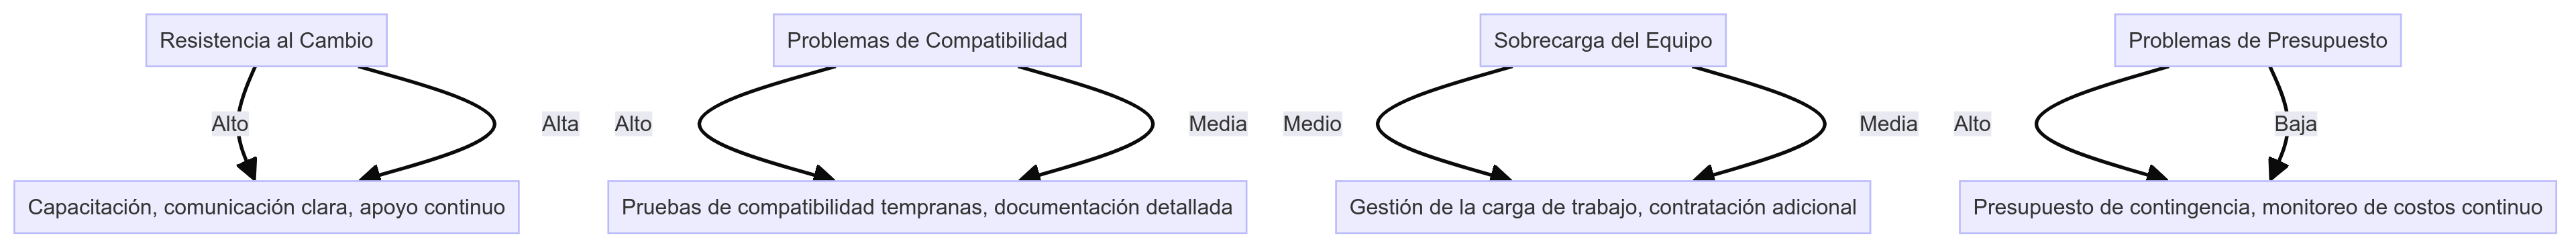 Resistencia al Cambio
Problemas de Compatibilidad
Sobrecarga del Equipo
Problemas de Presupuesto
Alto
Alta
Alto
Media
Medio
Media
Alto
Baja
Capacitación, comunicación clara, apoyo continuo
Pruebas de compatibilidad tempranas, documentación detallada
Gestión de la carga de trabajo, contratación adicional
Presupuesto de contingencia, monitoreo de costos continuo